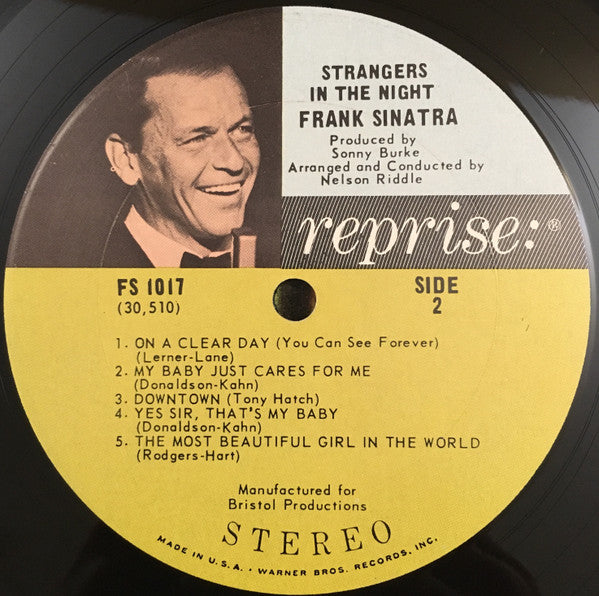 STRANGERS
IN THE NIGHT
FRANK SINATRA
Produced by
Sonny Burke
Arranged and Conducted by
Nelson Riddle
reprise:®
FS 1017
(30,510)
SIDE
2
1. ON A CLEAR DAY (You Can See Forever)
(Lerner-Lane)
2. MY BABY JUST CARES FOR ME
(Donaldson-Kahn)
3. DOWNTOWN (Tony Hatch)
4. YES SIR, THAT'S MY BABY
(Donaldson-Kahn)
5. THE MOST BEAUTIFUL GIRL IN THE WORLD
(Rodgers-Hart)
Manufactured for
Bristol Productions
STEREO
MADE IN U.S.A. • WARNER BROS. RECORDS, INC.